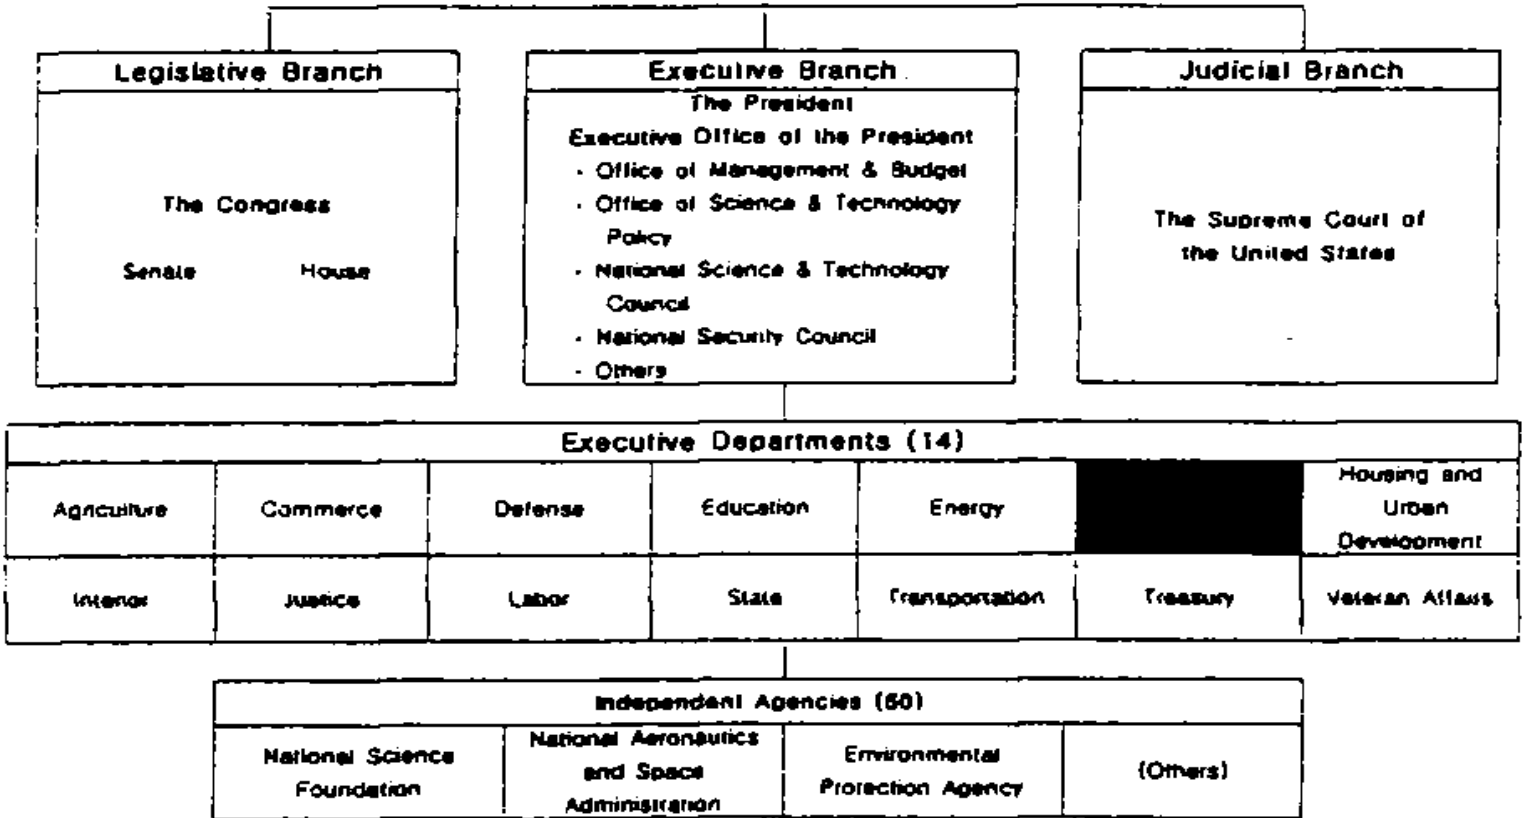 Legislative Branch
Executive Branch
Judicial Branch
The Congress
Senate House
The President
Executive Office of the President
- Office of Management & Budget
- Office of Science & Technology
Policy
- National Science & Technology
Council
- National Security Council
- Others
The Supreme Court of
the United States
Executive Departments (14)
Agriculture
Commerce
Defense
Education
Energy
Housing and
Urban
Development
Interior
Justice
Labor
State
Transportation
Treasury
Veteran Affairs
Independent Agencies (60)
National Science
Foundation
National Aeronautics
and Space
Administration
Environmental
Protection Agency
(Others)